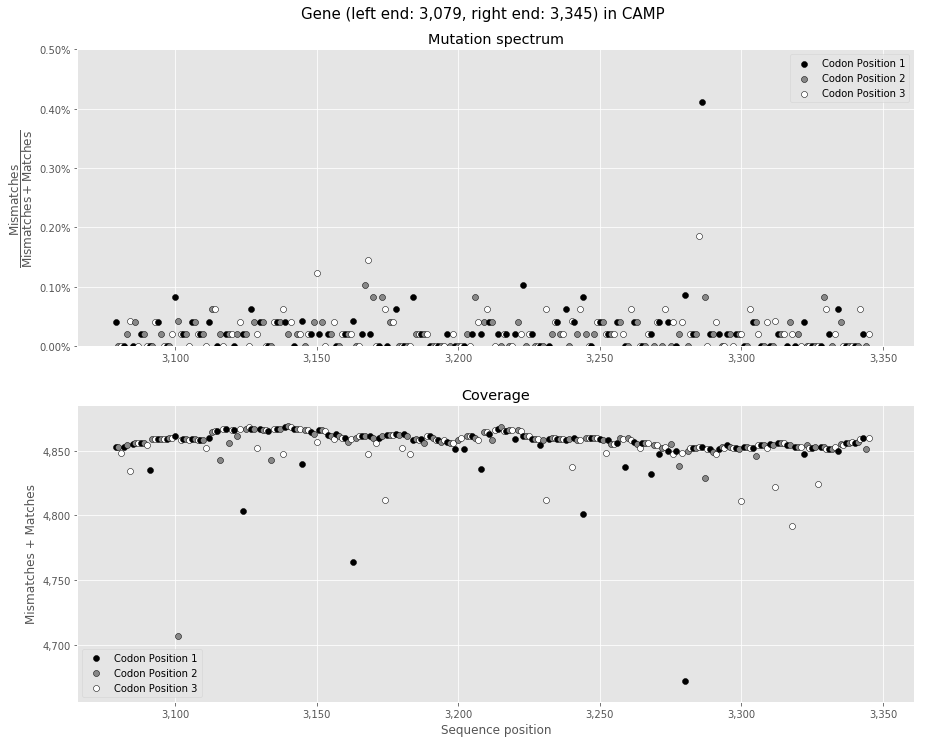 Gene (left end: 3,079, right end: 3,345) in CAMP
Mutation spectrum
Mismatches
Mismatches + Matches
0.50%
0.40%
0.30%
0.20%
0.10%
0.00%
Codon Position 1
Codon Position 2
Codon Position 3
3,100
3,150
3,200
3,250
3,300
3,350
Coverage
Mismatches + Matches
4,850
4,800
4,750
4,700
Codon Position 1
Codon Position 2
Codon Position 3
3,100
3,150
3,200
3,250
3,300
3,350
Sequence position